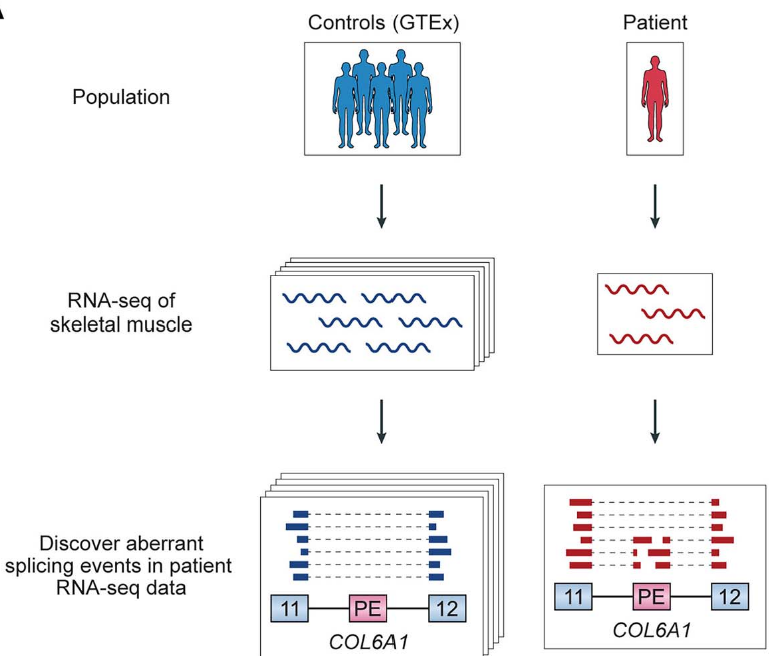 A
Controls (GTEx)
Patient
Population
RNA-seq of
skeletal muscle
Discover aberrant
splicing events in patient
RNA-seq data
11
PE
12
COL6A1
11
PE
12
COL6A1